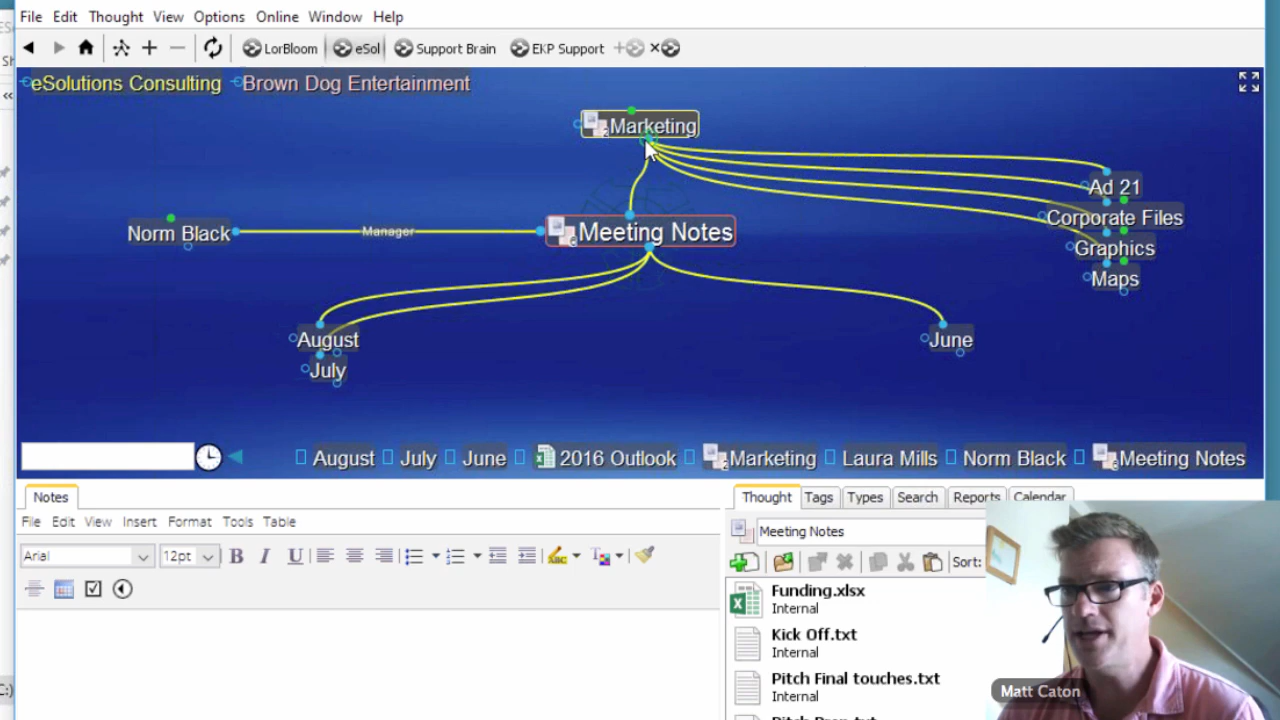 File Edit Thought View Options Online Window Help
LorBloom eSol Support Brain EKP Support
eSolutions Consulting Brown Dog Entertainment
Marketing
Ad 21
Corporate Files
Graphics
Maps
Norm Black
Manager
Meeting Notes
August
July
June
August July June 2016 Outlook Marketing Laura Mills Norm Black Meeting Notes
Notes
File Edit View Insert Format Tools Table
Arial 12pt B I U
Thought Tags Types Search Reports Calendar
Meeting Notes
Sort:
Funding.xlsx
Internal
Kick Off.txt
Internal
Pitch Final touches.txt
Internal
Matt Caton